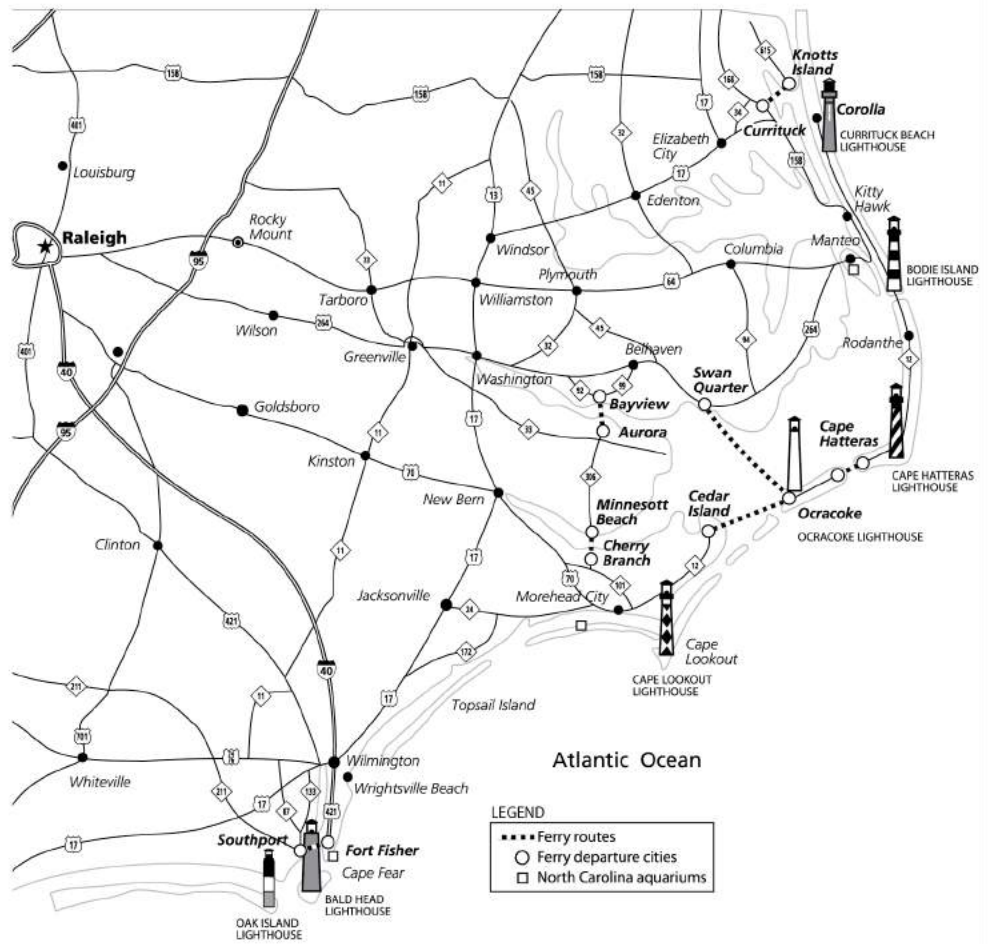 615
Knotts
Island
168
158
158
158
17
34
Corolla
Currituck
CURRITUCK BEACH
LIGHTHOUSE
401
32
Elizabeth
City
Louisburg
11
17
158
13
45
Edenton
Kitty
Hawk
Rocky
Mount
Raleigh
95
33
Windsor
Columbia
Manteo
Plymouth
BODIE ISLAND
LIGHTHOUSE
64
Tarboro
Williamston
264
45
264
Wilson
94
Rodanthe
401
32
12
Greenville
Belhaven
40
Washington
Swan
Quarter
92
99
Bayview
Goldsboro
17
Cape
Hatteras
95
11
33
Aurora
Kinston
70
306
CAPE HATTERAS
LIGHTHOUSE
New Bern
Minnesott
Beach
Cedar
Island
Ocracoke
OCRACOKE LIGHTHOUSE
Clinton
11
17
Cherry
Branch
12
70
101
Jacksonville
24
Morehead City
421
172
Cape
Lookout
40
CAPE LOOKOUT
LIGHTHOUSE
211
11
17
Topsail Island
701
Wilmington
Atlantic Ocean
Whiteville
211
133
Wrightsville Beach
17
87
421
LEGEND
Ferry routes
17
Southport
Fort Fisher
Ferry departure cities
Cape Fear
North Carolina aquariums
BALD HEAD
LIGHTHOUSE
OAK ISLAND
LIGHTHOUSE